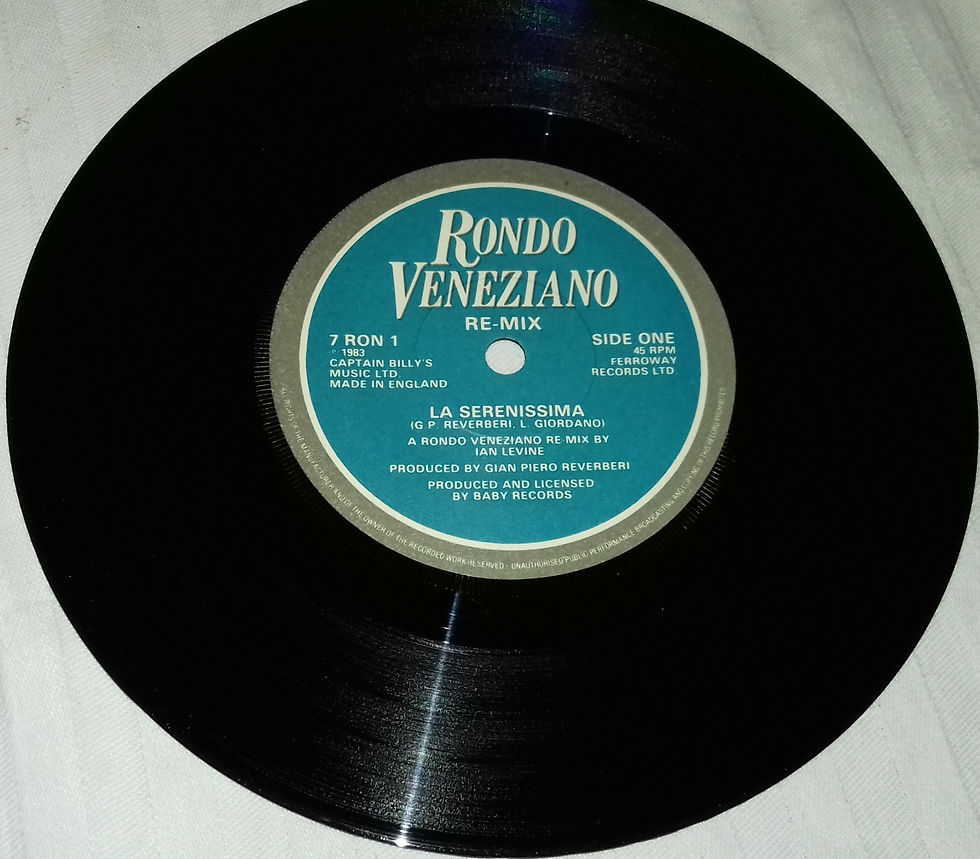 RONDO
VENEZIANO
RE-MIX
7 RON 1
℗ 1983
CAPTAIN BILLY'S
MUSIC LTD.
MADE IN ENGLAND
SIDE ONE
45 RPM
FERROWAY
RECORDS LTD.
LA SERENISSIMA
(G P. REVERBERI, L. GIORDANO)
A RONDO VENEZIANO RE-MIX BY
IAN LEVINE
PRODUCED BY GIAN PIERO REVERBERI
PRODUCED AND LICENSED
BY BABY RECORDS
ALL RIGHTS OF THE MANUFACTURER AND OF THE OWNER OF THE RECORDED WORK RESERVED - UNAUTHORISED PUBLIC PERFORMANCE BROADCASTING AND COPYING IN THIS RECORD PROHIBITED